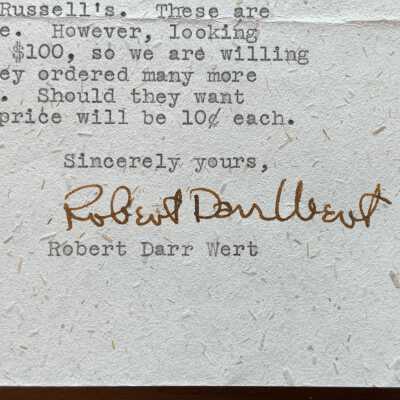 Russell's. These are
e. However, looking
$100, so we are willing
ey ordered many more
. Should they want
price will be 10¢ each.
Sincerely yours,
Robert Darr Wert
Robert Darr Wert